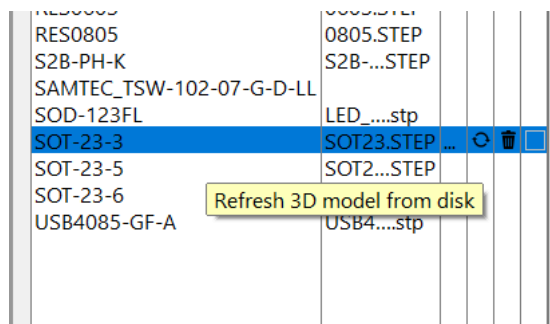 RES0805 0805.STEP
S2B-PH-K S2B-...STEP
SAMTEC_TSW-102-07-G-D-LL
SOD-123FL LED_....stp
SOT-23-3 SOT23.STEP ...
SOT-23-5 SOT2...STEP
SOT-23-6
Refresh 3D model from disk
USB4085-GF-A USB4....stp